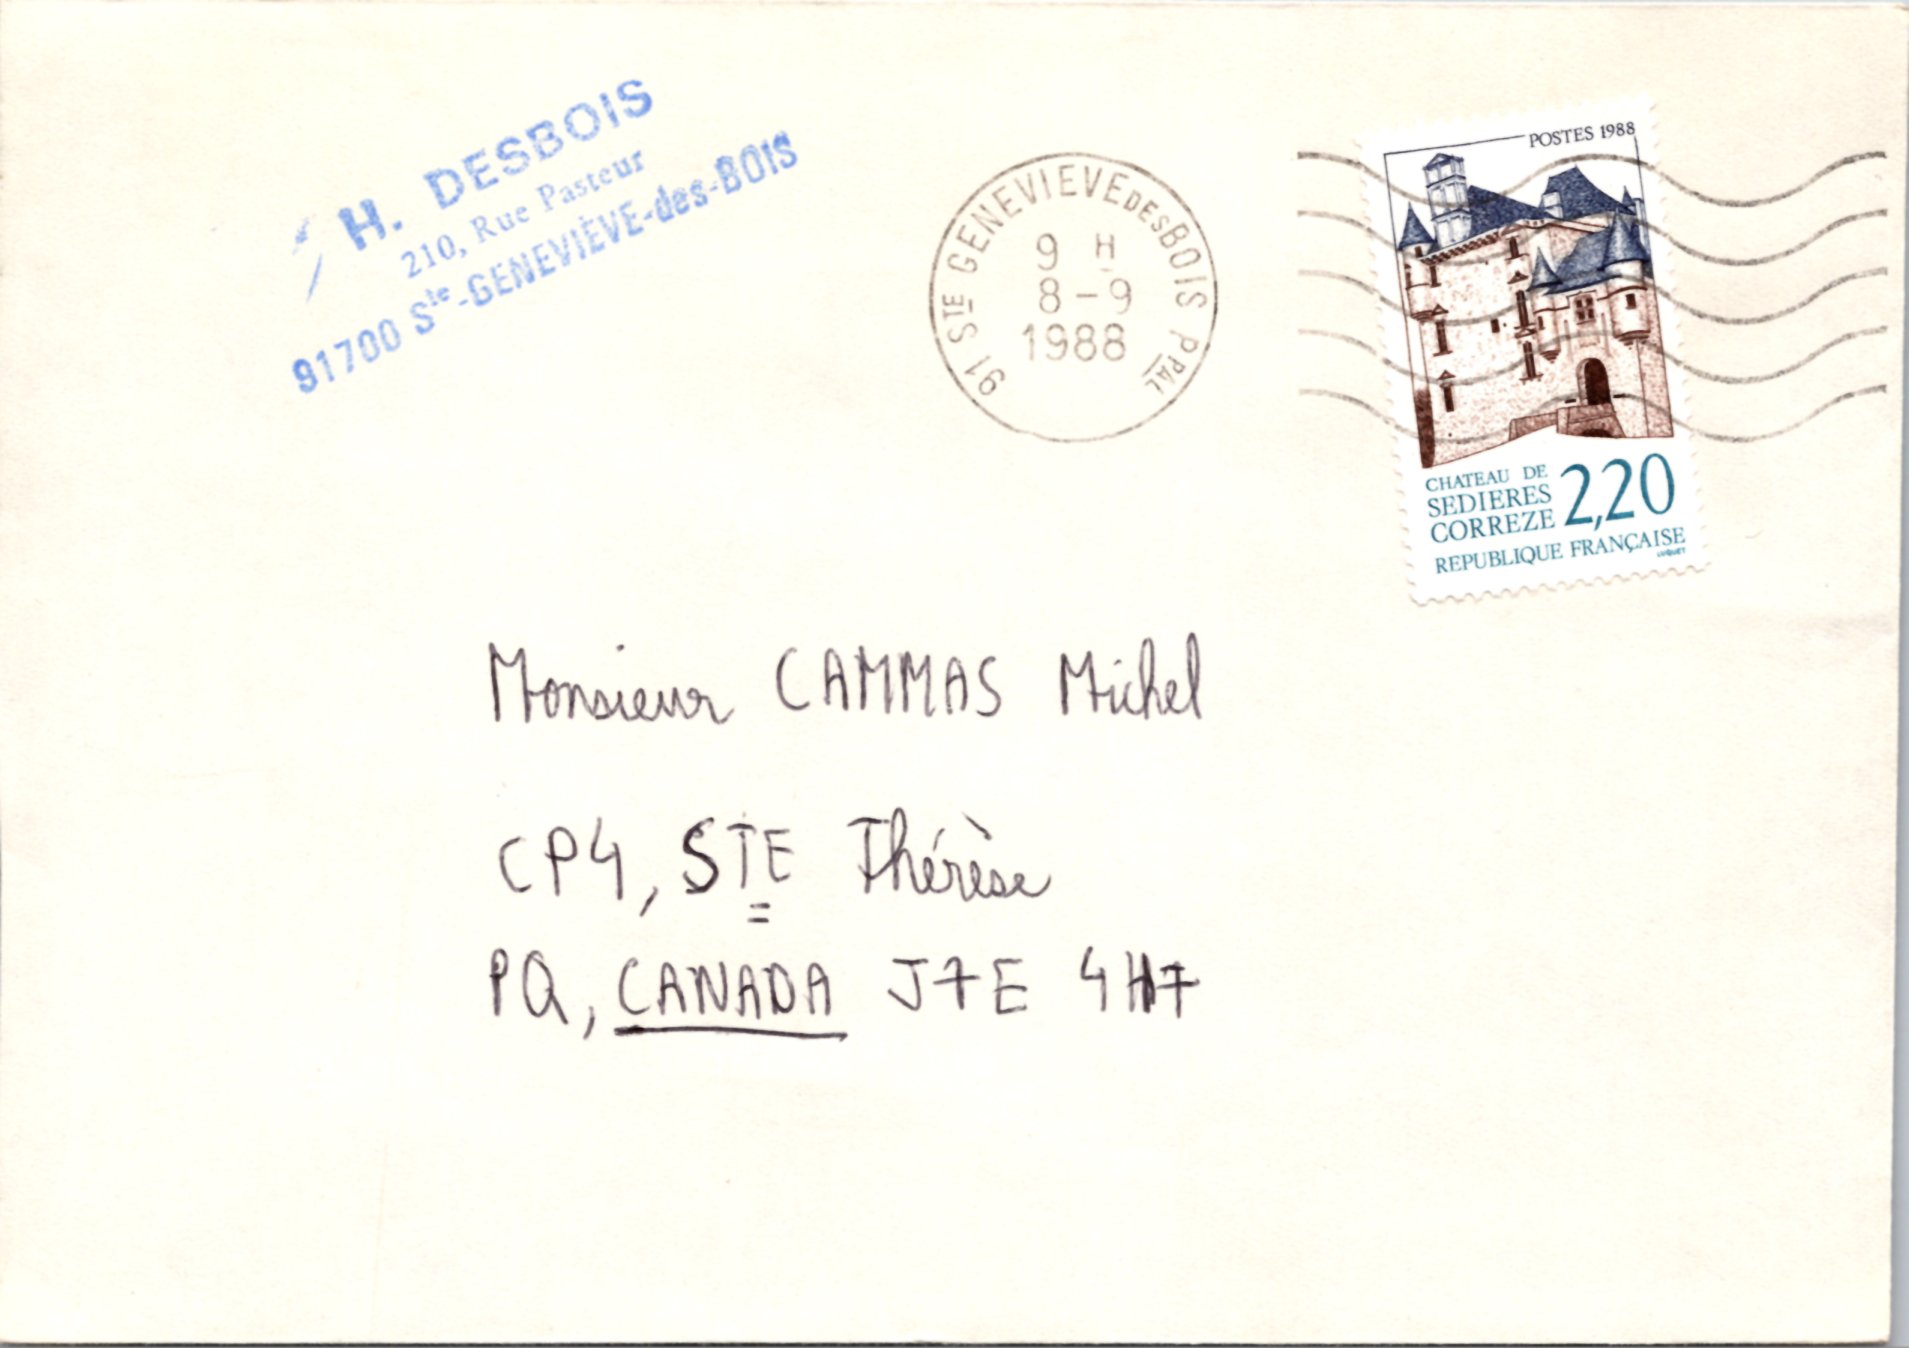 H. DESBOIS
210, Rue Pasteur
91700 Ste-GENEVIÈVE-des-BOIS
91 STE GENEVIEVE DES BOIS PPAL
9 H
8-9
1988
POSTES 1988
CHATEAU DE
SEDIERES
CORREZE
2,20
REPUBLIQUE FRANÇAISE
LUQUET
Monsieur CAMMAS Michel
CP4, STE Thérèse
PQ, CANADA J7E 4H7